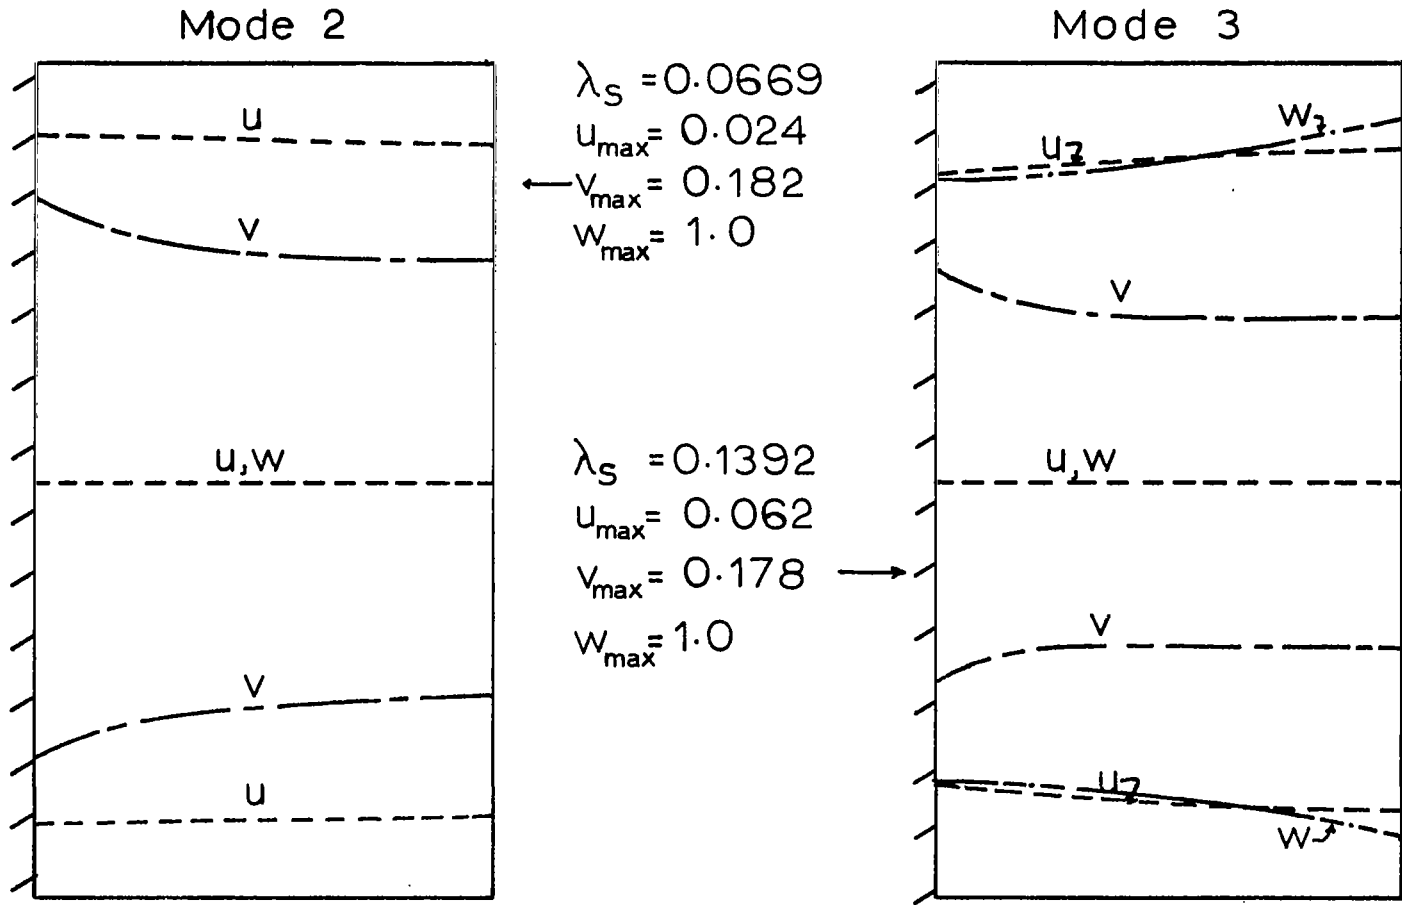 Mode 2
Mode 3
u
v
u,w
v
u
λS = 0.0669
umax = 0.024
vmax = 0.182
wmax = 1.0
λS = 0.1392
umax = 0.062
vmax = 0.178
wmax = 1.0
w
u
v
u,w
v
u
w